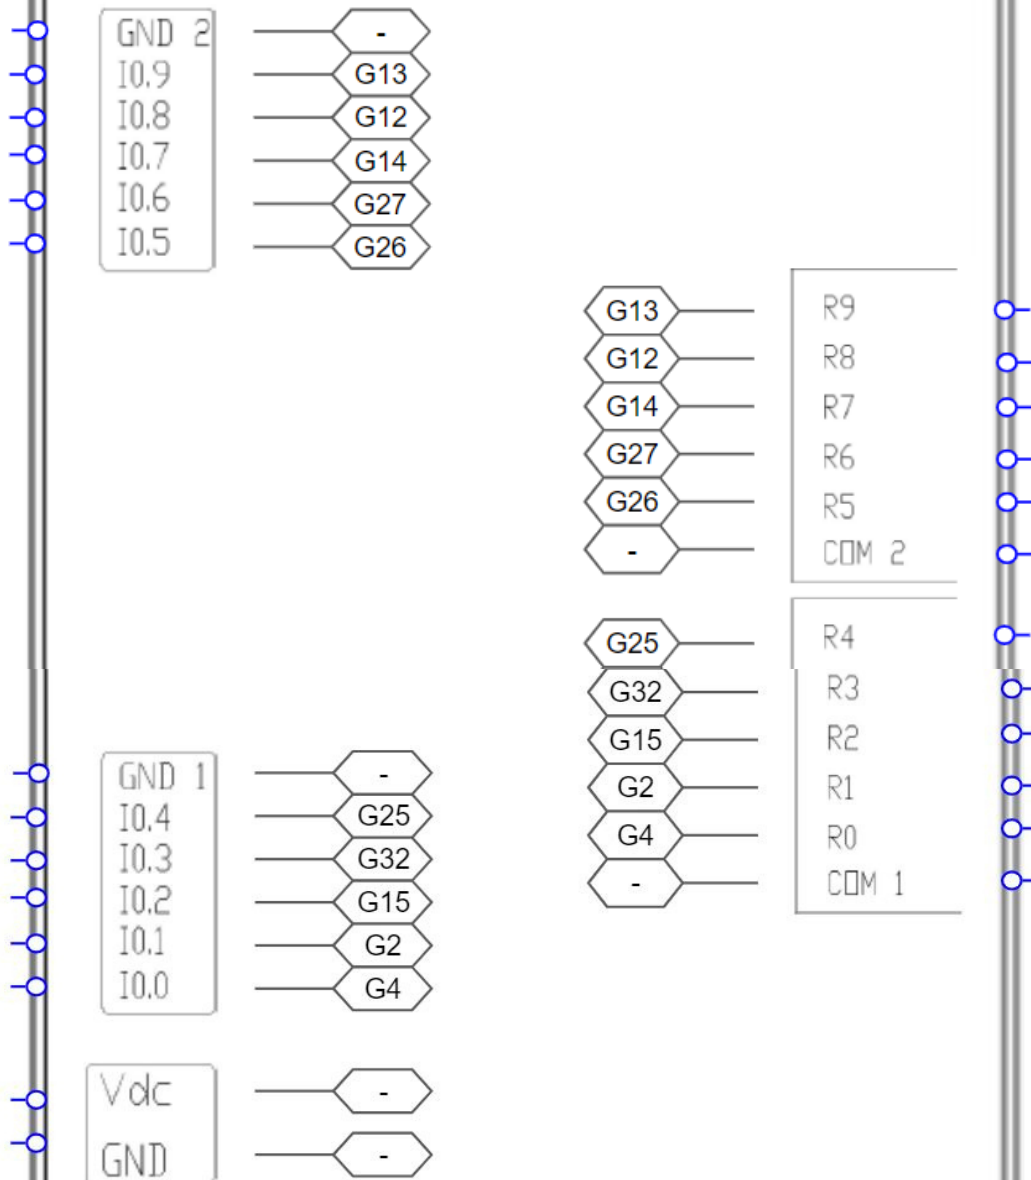 GND 2 -
I0.9 G13
I0.8 G12
I0.7 G14
I0.6 G27
I0.5 G26
G13 R9
G12 R8
G14 R7
G27 R6
G26 R5
- COM 2
G25 R4
G32 R3
G15 R2
G2 R1
G4 R0
- COM 1
GND 1 -
I0.4 G25
I0.3 G32
I0.2 G15
I0.1 G2
I0.0 G4
Vdc -
GND -